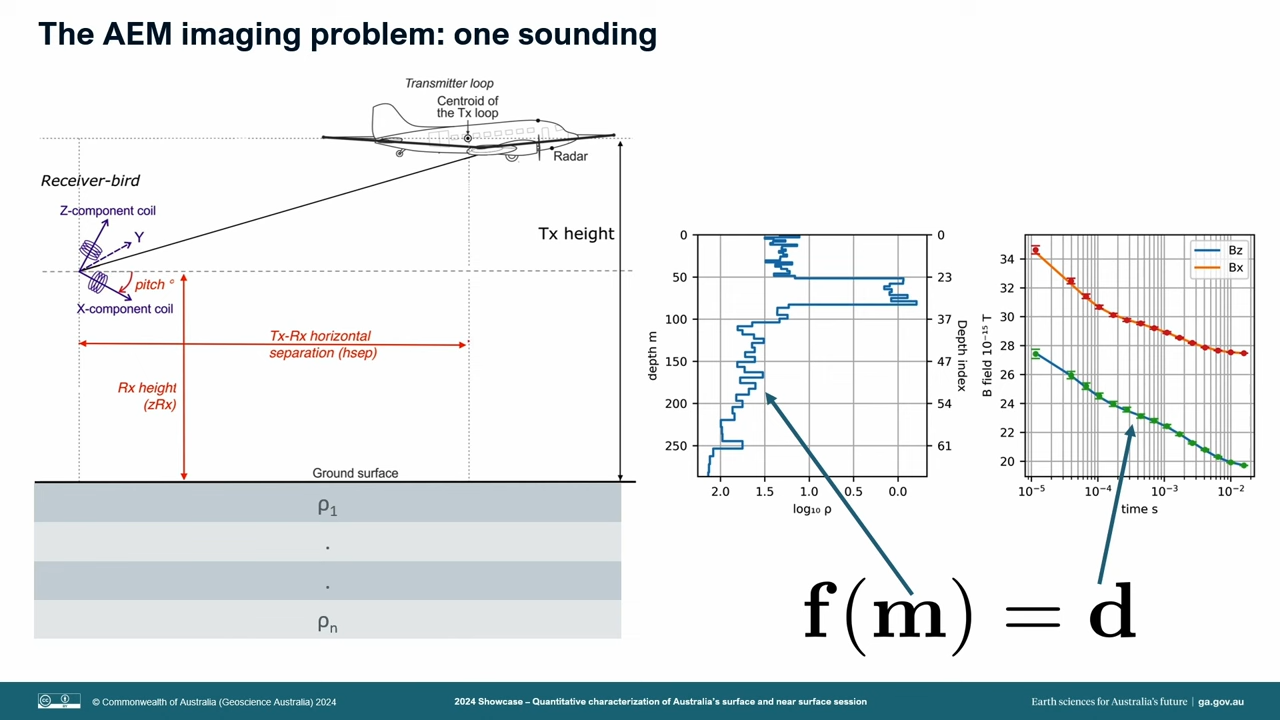 The AEM imaging problem: one sounding
Transmitter loop
Centroid of
the Tx loop
Radar
Receiver-bird
Z-component coil
Y
Tx height
pitch °
X-component coil
Tx-Rx horizontal
separation (hsep)
Rx height
(zRx)
Ground surface
ρ1
.
.
ρn
0
50
100
150
200
250
depth m
2.0 1.5 1.0 0.5 0.0
log₁₀ ρ
0
23
37
47
54
61
Depth index
34
32
30
28
26
24
22
20
B field 10⁻¹⁵ T
Bz
Bx
10⁻⁵ 10⁻⁴ 10⁻³ 10⁻²
time s
f(m) = d
cc BY
© Commonwealth of Australia (Geoscience Australia) 2024
2024 Showcase – Quantitative characterization of Australia's surface and near surface session
Earth sciences for Australia's future | ga.gov.au